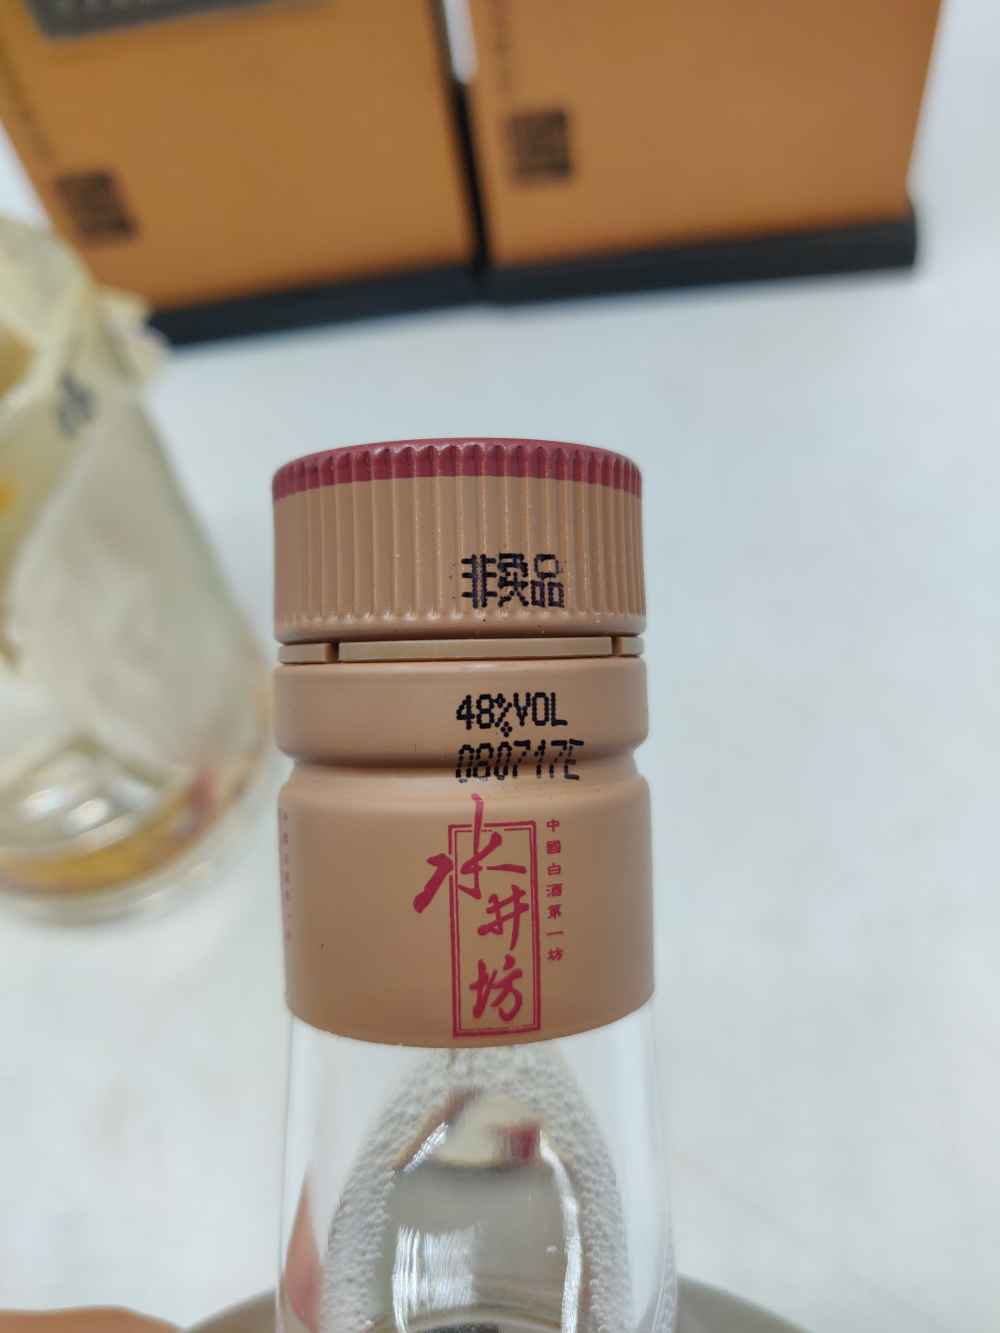 非卖品
48%VOL
080717E
水井坊
中國白酒第一坊